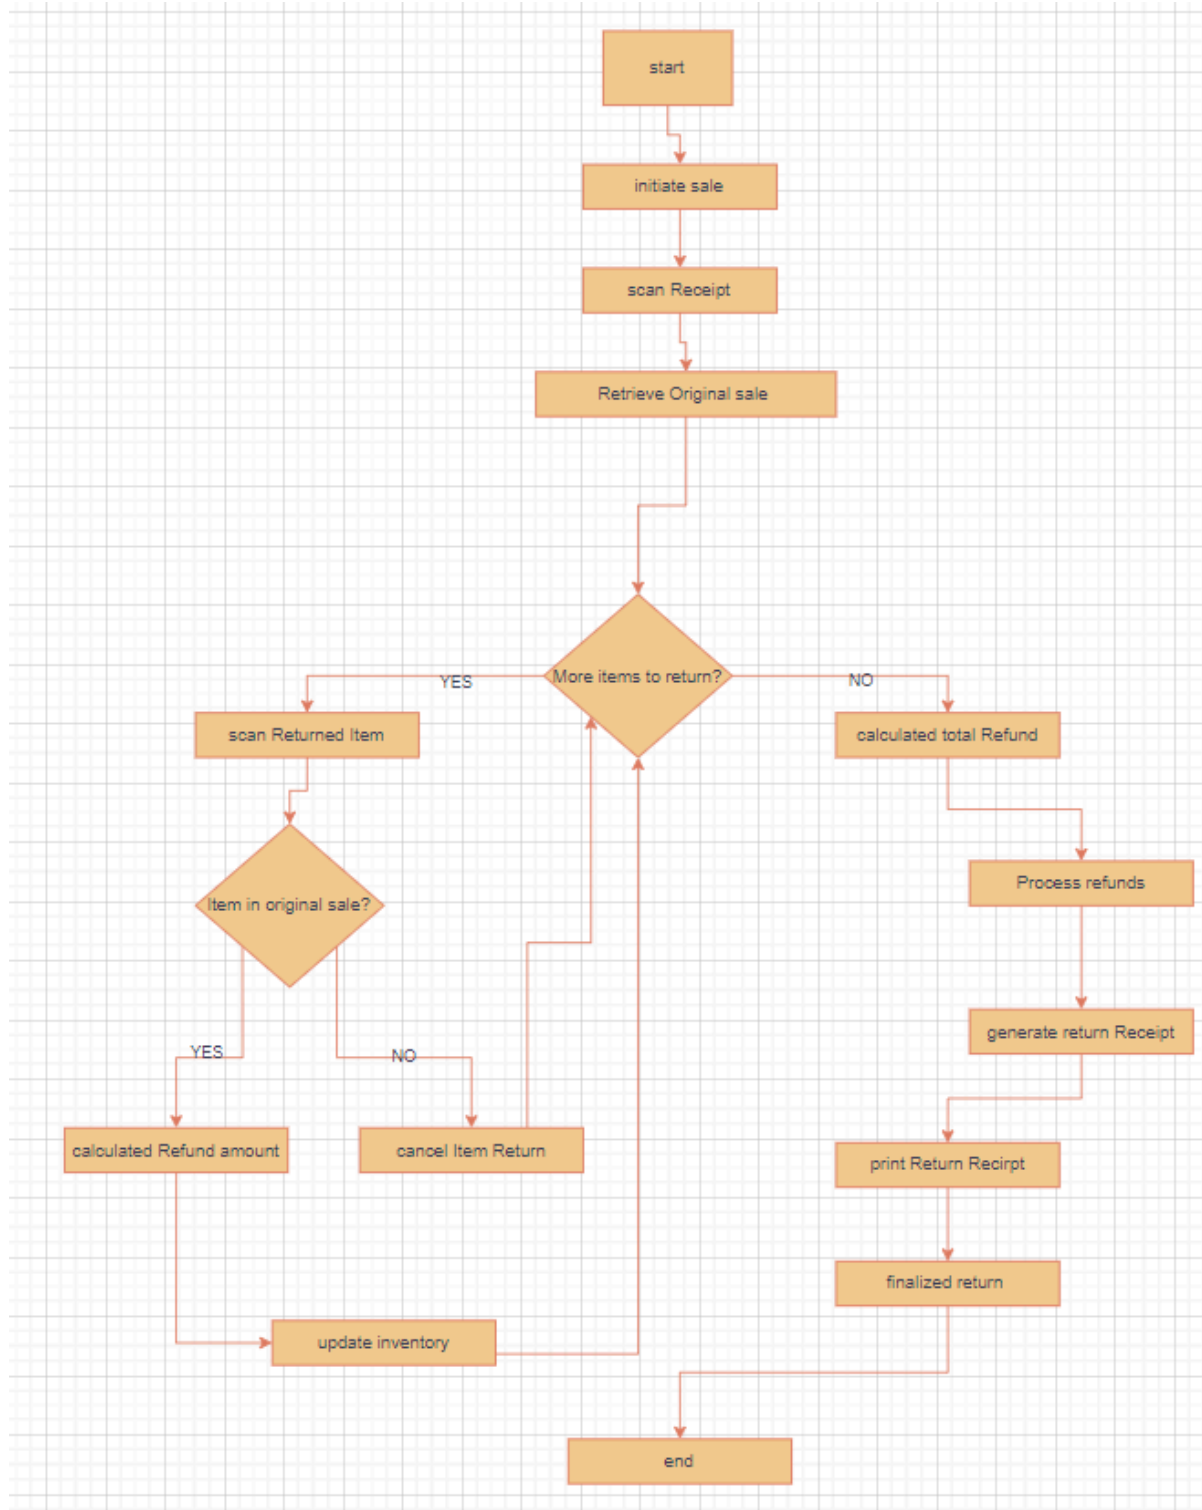 start
initiate sale
scan Receipt
Retrieve Original sale
More items to return?
YES
NO
scan Returned Item
calculated total Refund
Item in original sale?
Process refunds
generate return Receipt
YES
NO
calculated Refund amount
cancel Item Return
print Return Recirpt
finalized return
update inventory
end